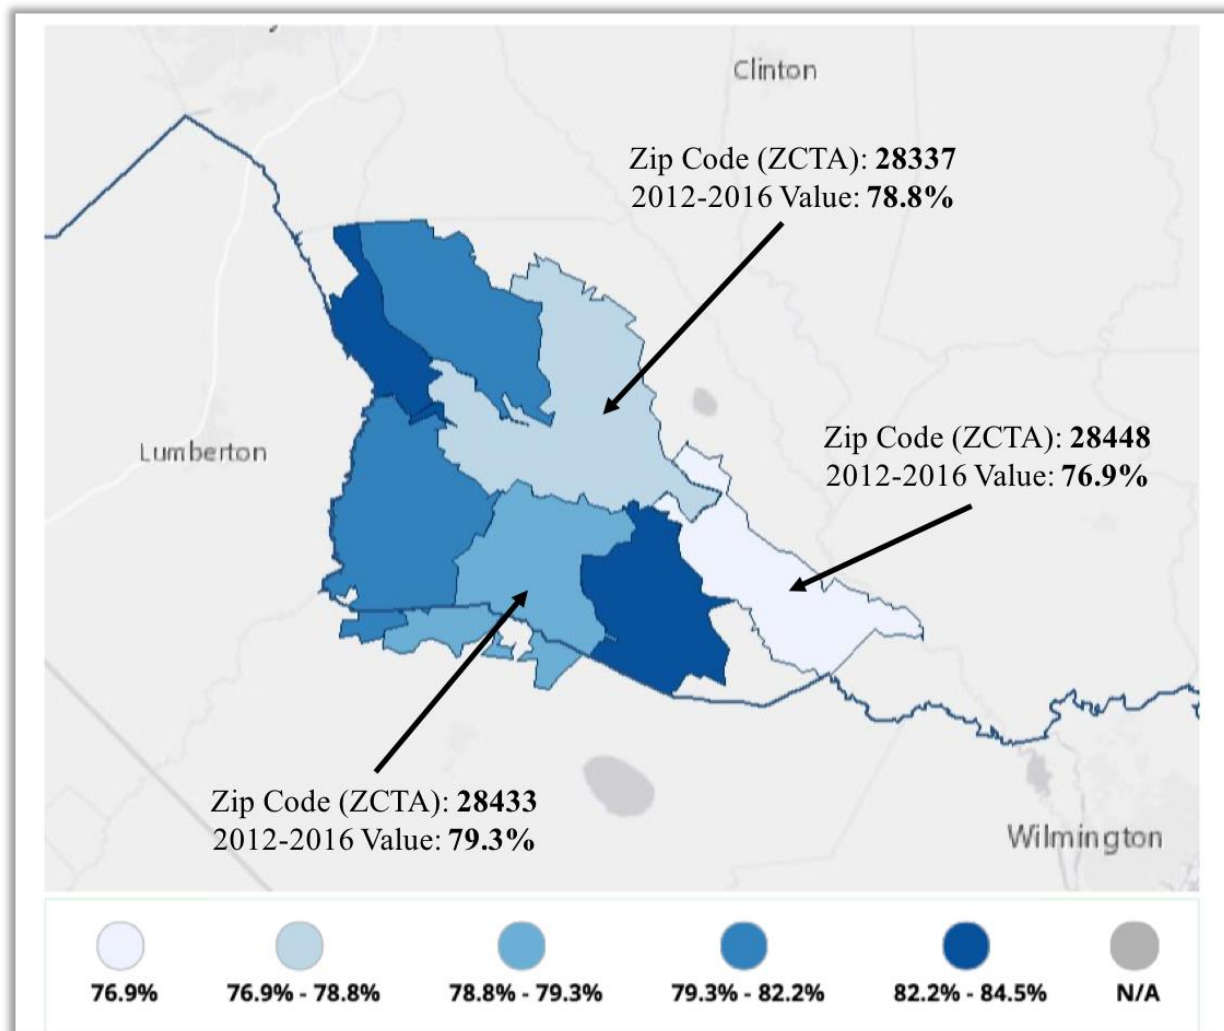 Clinton
Zip Code (ZCTA): 28337
2012-2016 Value: 78.8%
Lumberton
Zip Code (ZCTA): 28448
2012-2016 Value: 76.9%
Zip Code (ZCTA): 28433
2012-2016 Value: 79.3%
Wilmington
76.9%
76.9% - 78.8%
78.8% - 79.3%
79.3% - 82.2%
82.2% - 84.5%
N/A